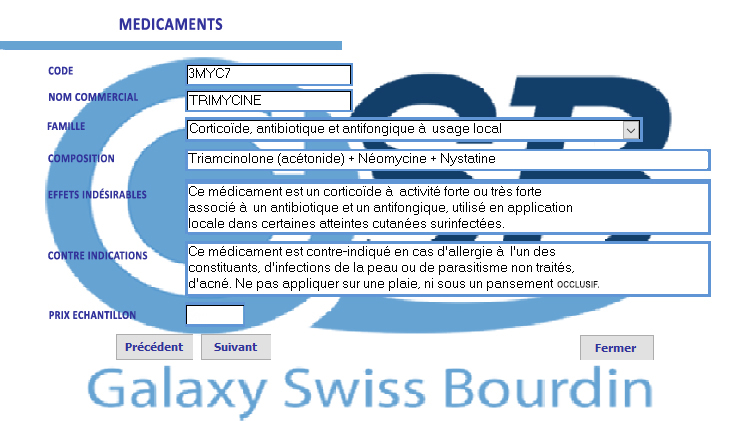 MEDICAMENTS
CODE
3MYC7
NOM COMMERCIAL
TRIMYCINE
FAMILLE
Corticoïde, antibiotique et antifongique à usage local
COMPOSITION
Triamcinolone (acétonide) + Néomycine + Nystatine
EFFETS INDÉSIRABLES
Ce médicament est un corticoïde à activité forte ou très forte
associé à un antibiotique et un antifongique, utilisé en application
locale dans certaines atteintes cutanées surinfectées.
CONTRE INDICATIONS
Ce médicament est contre-indiqué en cas d'allergie à l'un des
constituants, d'infections de la peau ou de parasitisme non traités,
d'acné. Ne pas appliquer sur une plaie, ni sous un pansement OCCLUSIF.
PRIX ECHANTILLON
Précédent
Suivant
Fermer
Galaxy Swiss Bourdin